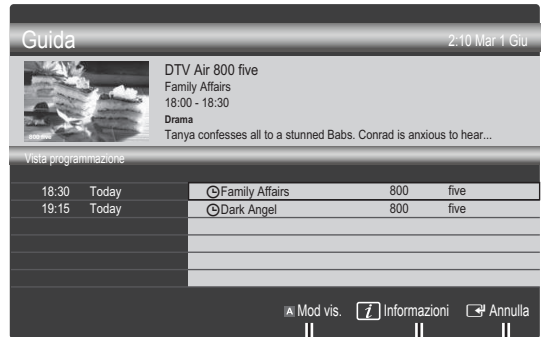 Guida 2:10 Mar 1 Giu
DTV Air 800 five
Family Affairs
18:00 - 18:30
Drama
Tanya confesses all to a stunned Babs. Conrad is anxious to hear...
800 five
Vista programmazione
18:30 Today Family Affairs 800 five
19:15 Today Dark Angel 800 five
A Mod vis. i Informazioni Annulla